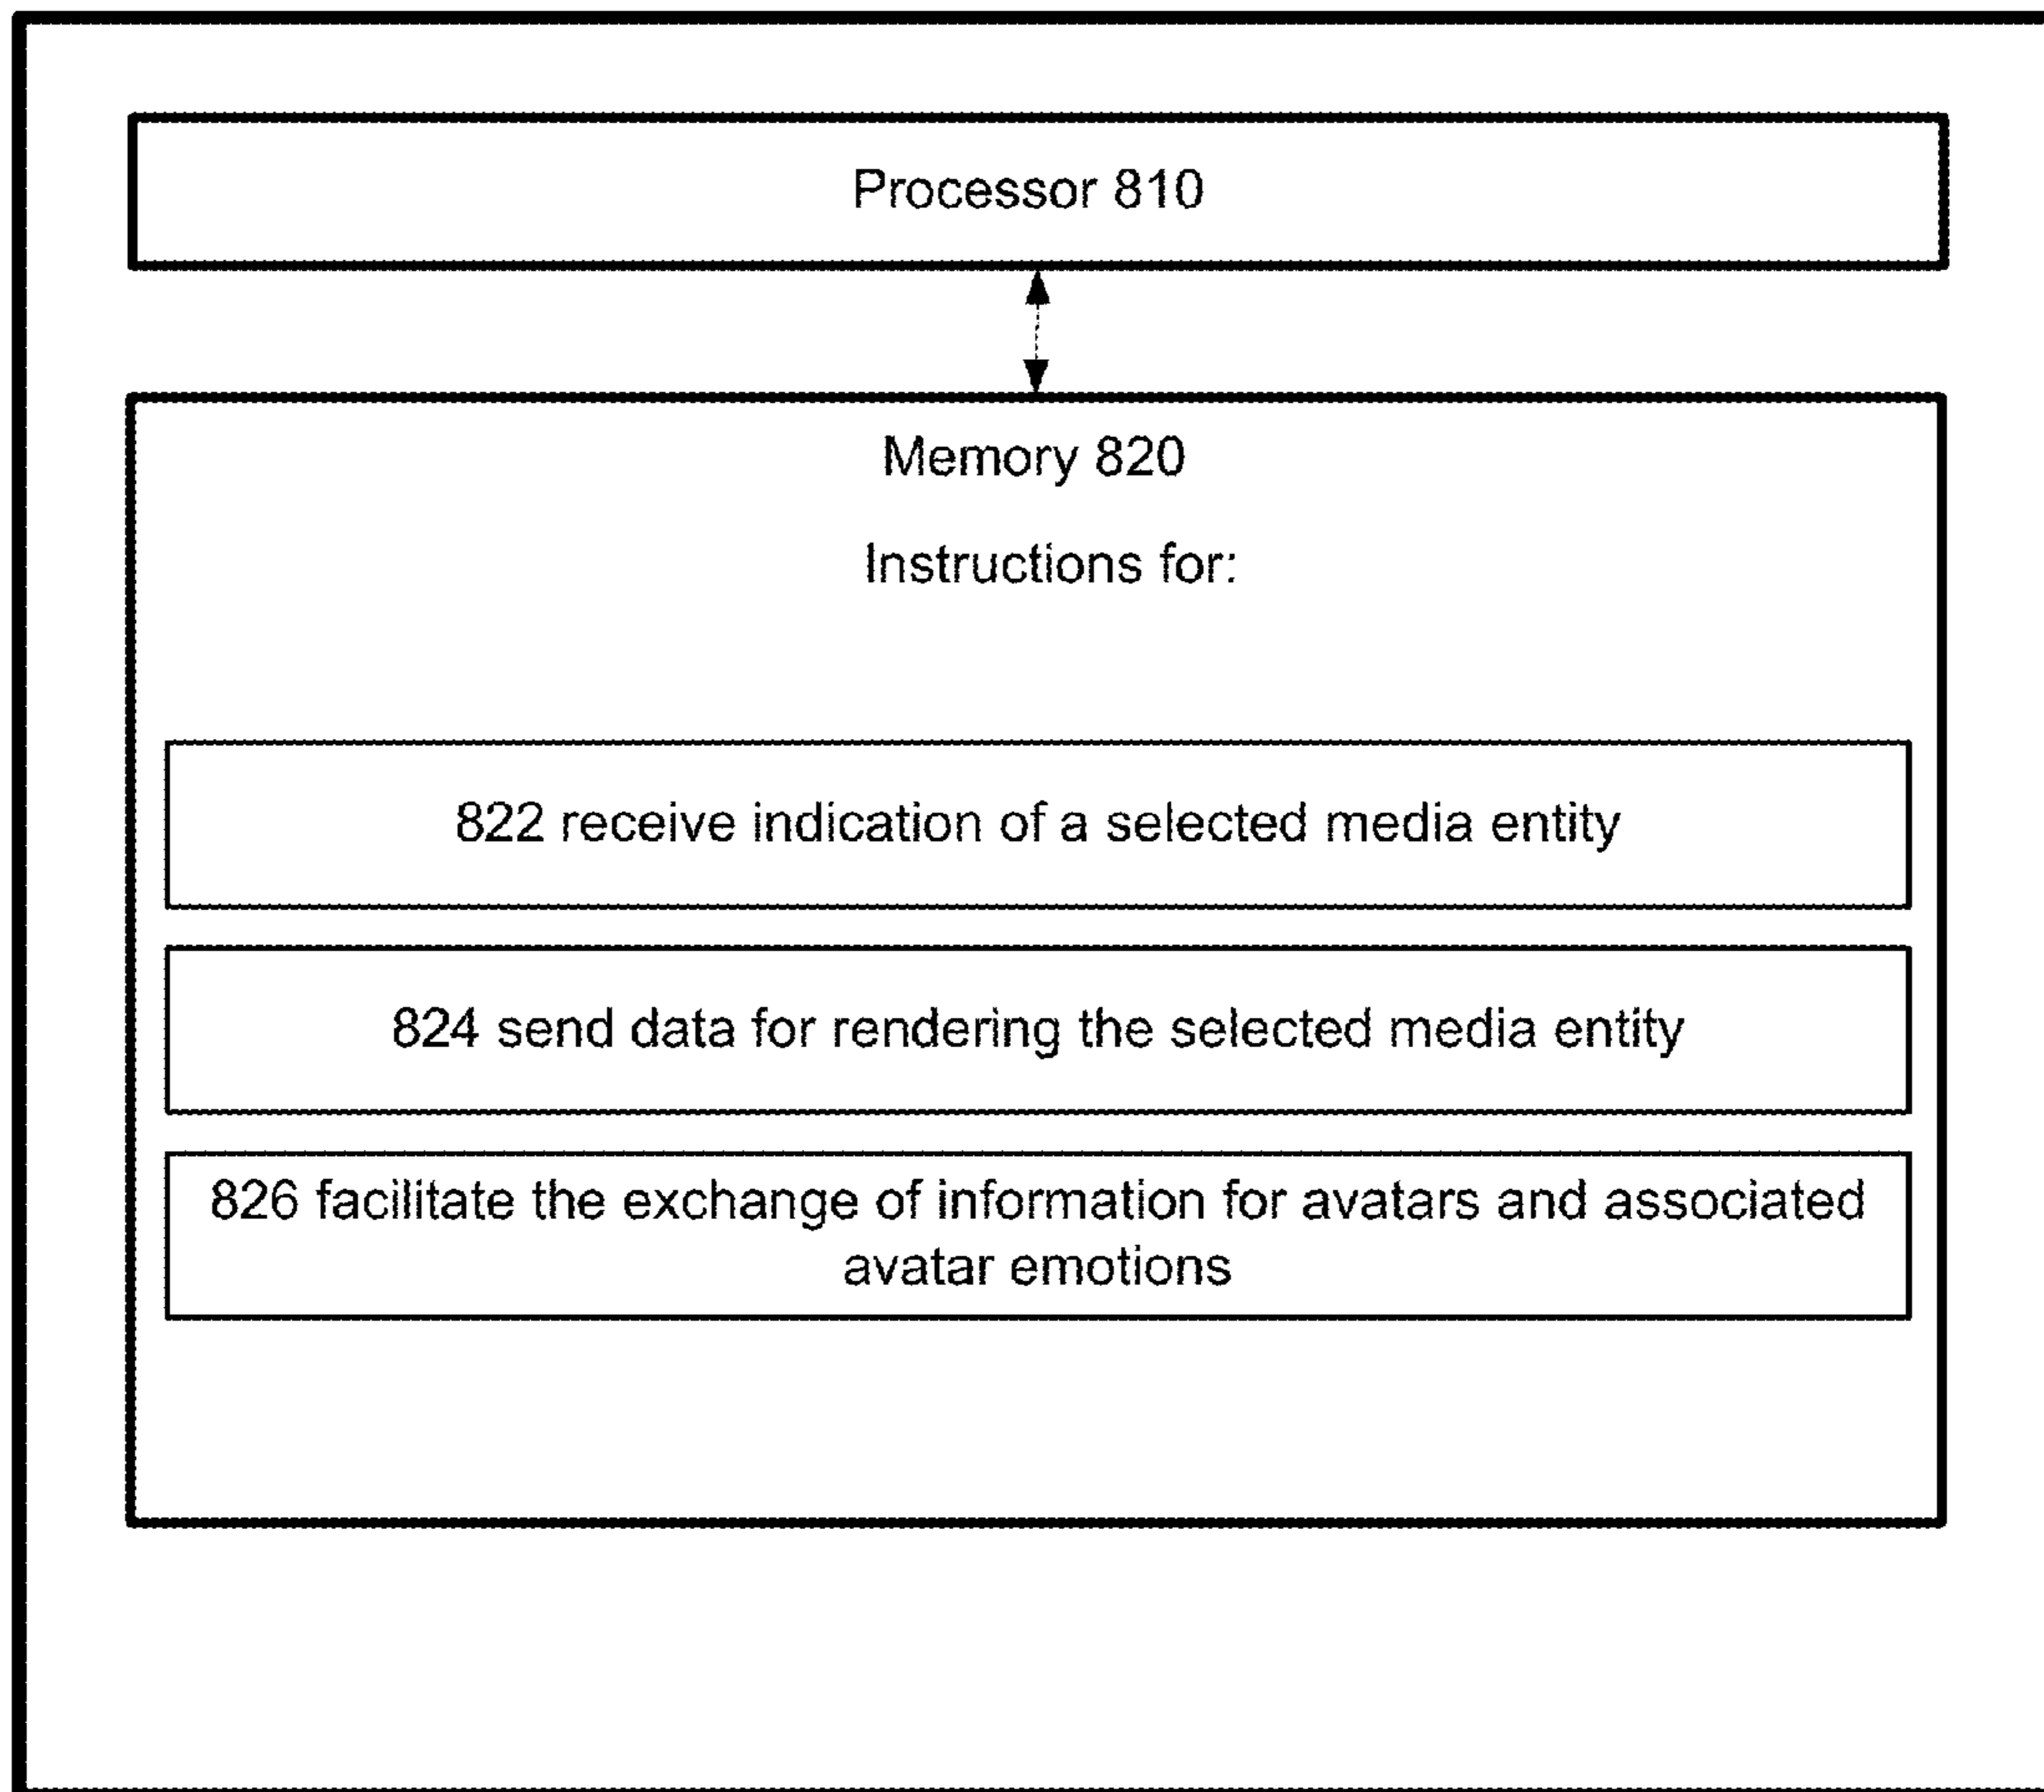 Processor 810
Memory 820
Instructions for:
822 receive indication of a selected media entity
824 send data for rendering the selected media entity
826 facilitate the exchange of information for avatars and associated
avatar emotions